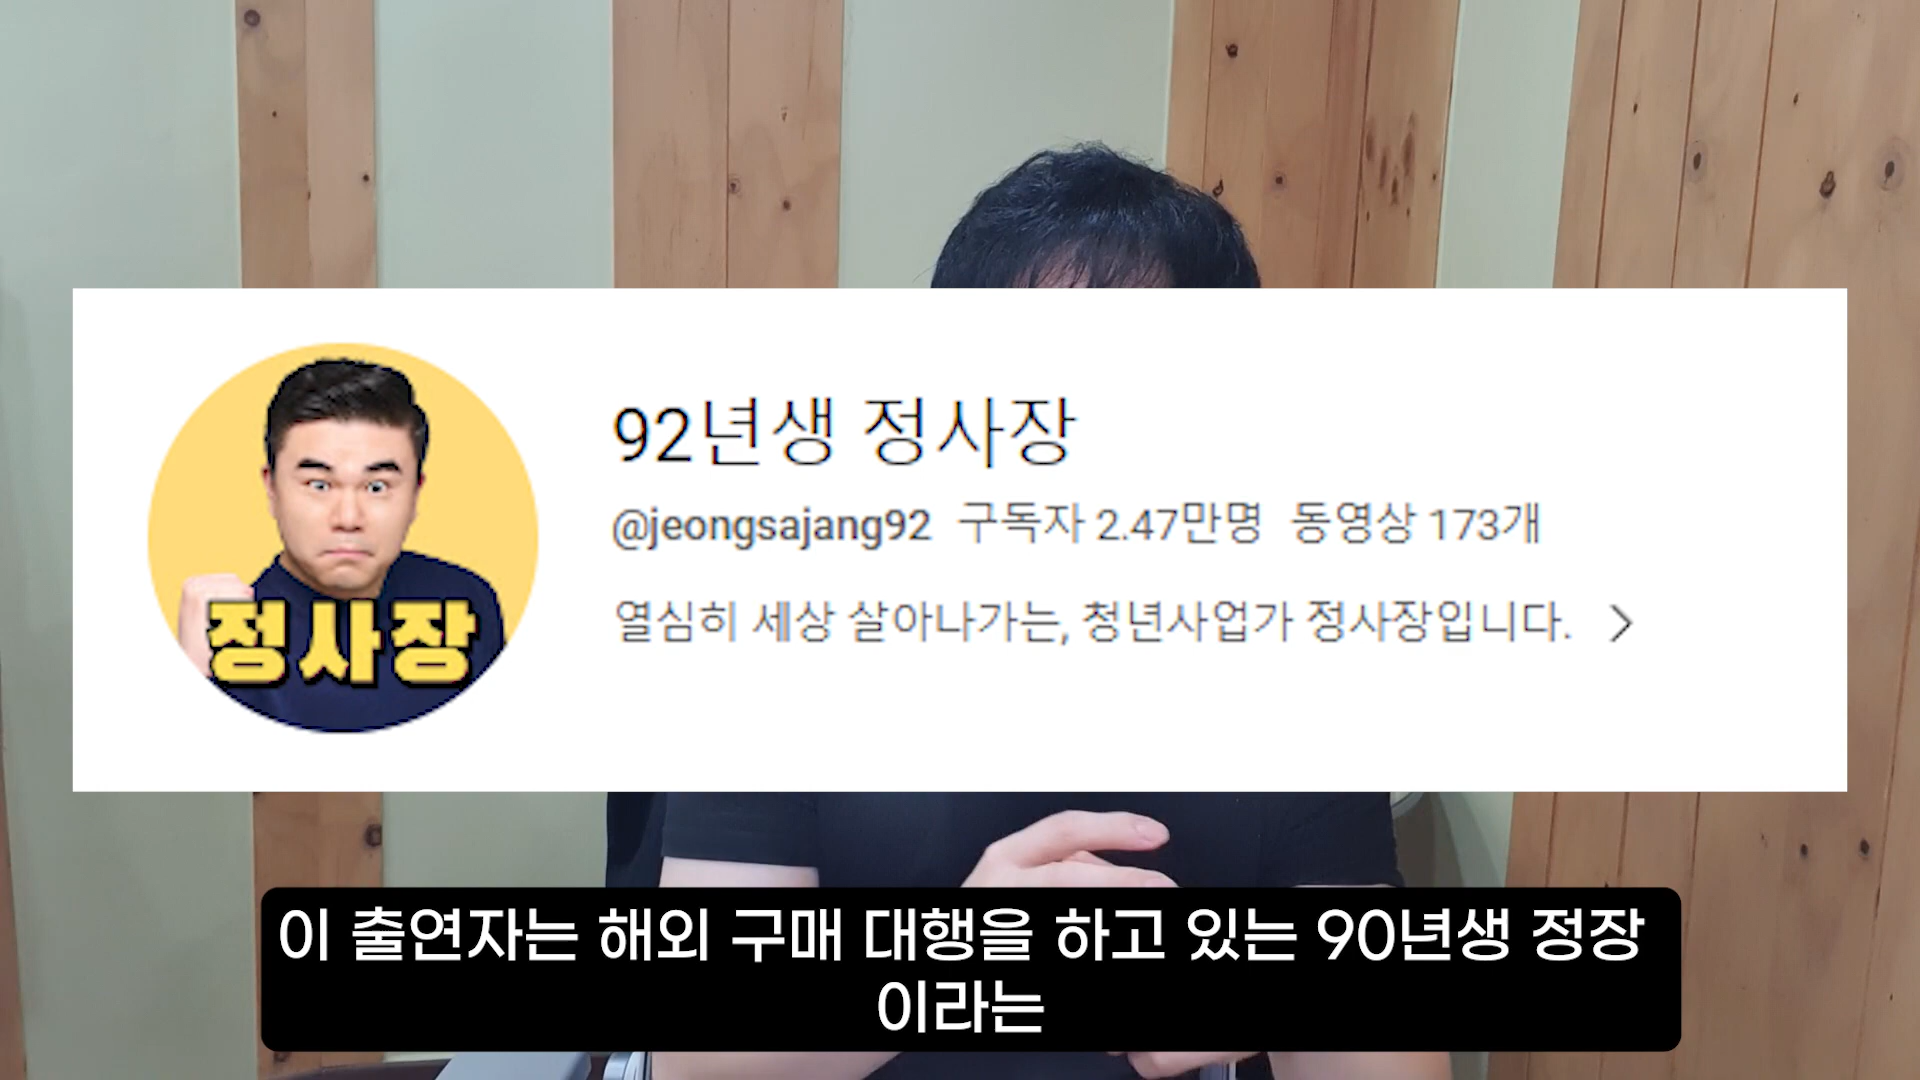 92년생 정사장
@jeongsajang92 구독자 2.47만명 동영상 173개
열심히 세상 살아나가는, 청년사업가 정사장입니다.
정사장
이 출연자는 해외 구매 대행을 하고 있는 90년생 정장
이라는